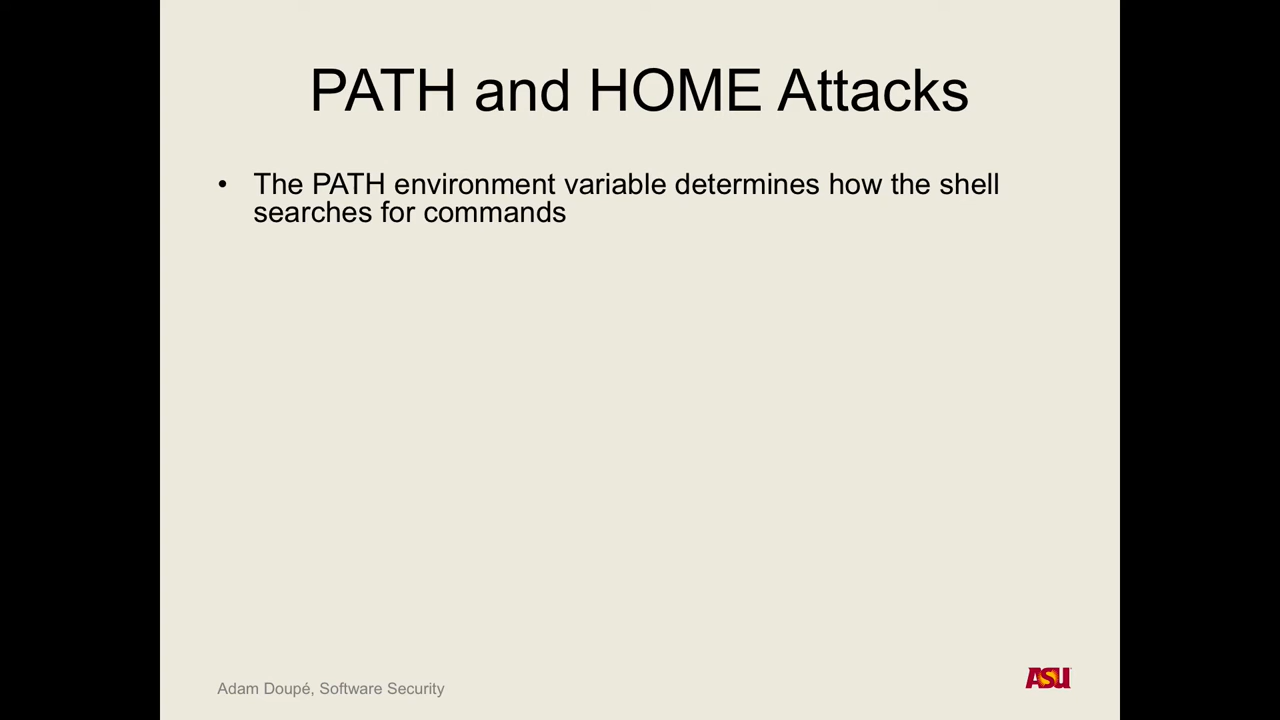 PATH and HOME Attacks
• The PATH environment variable determines how the shell
searches for commands
Adam Doupé, Software Security
ASU